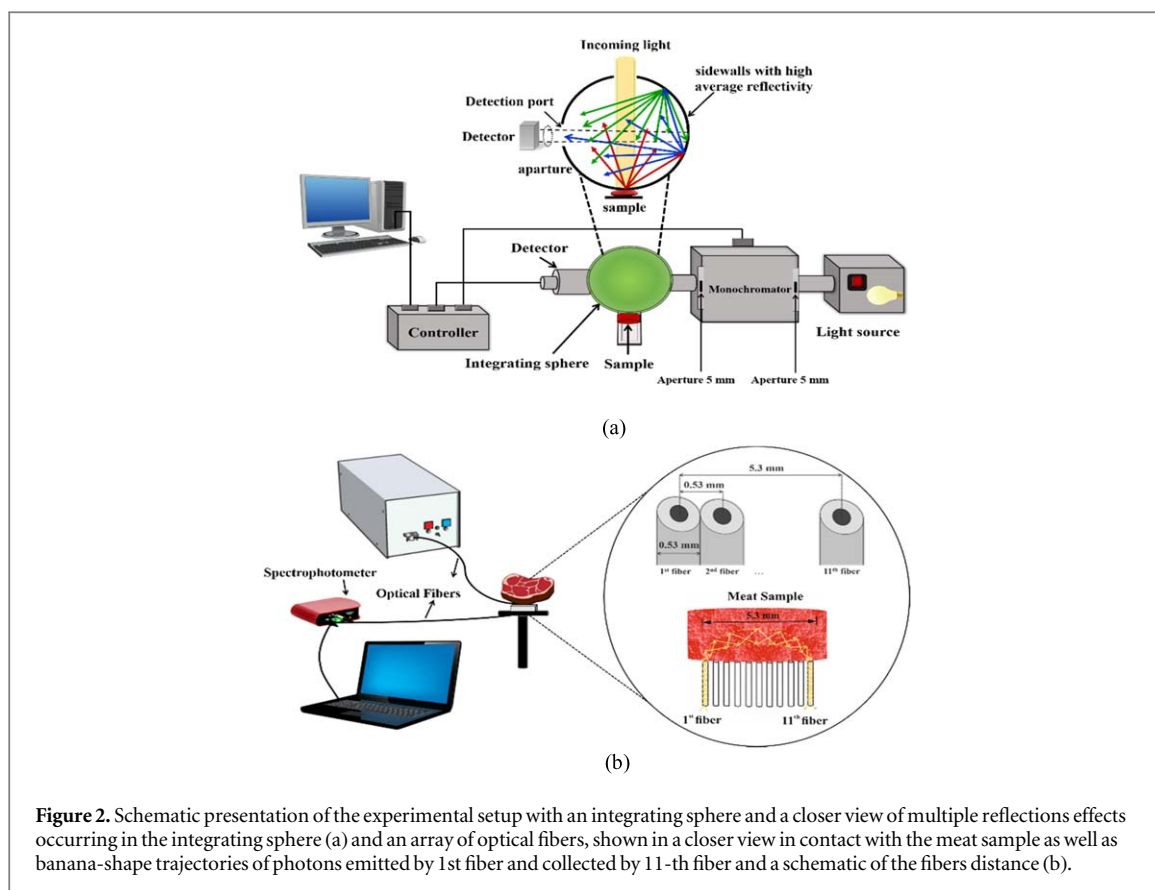 Incoming light
sidewalls with high
average reflectivity
Detection port
Detector
aparture
sample
Detector
Monochromator
Controller
Light source
Integrating sphere
Sample
Aperture 5 mm
Aperture 5 mm
(a)
5.3 mm
0.53 mm
0.53 mm
1st fiber
2nd fiber
...
11th fiber
Spectrophotometer
Optical Fibers
Meat Sample
5.3 mm
1st fiber
11th fiber
(b)
Figure 2. Schematic presentation of the experimental setup with an integrating sphere and a closer view of multiple reflections effects
occurring in the integrating sphere (a) and an array of optical fibers, shown in a closer view in contact with the meat sample as well as
banana-shape trajectories of photons emitted by 1st fiber and collected by 11-th fiber and a schematic of the fibers distance (b).